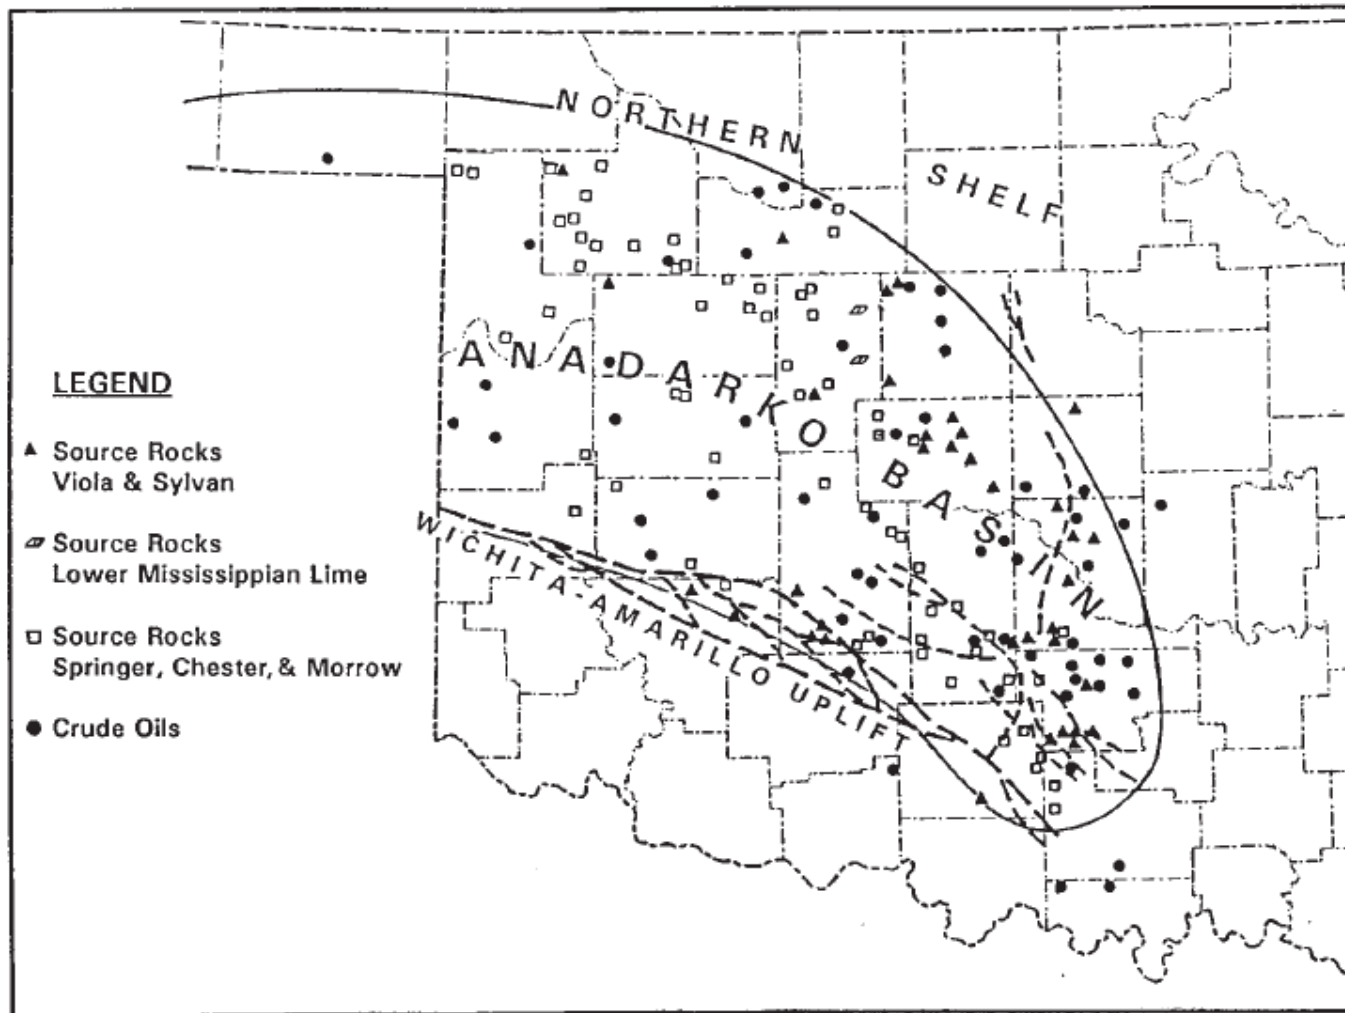 NORTHERN
SHELF
ANADARKO
BASIN
WICHITA-AMARILLO UPLIFT
LEGEND
Source Rocks
Viola & Sylvan
Source Rocks
Lower Mississippian Lime
Source Rocks
Springer, Chester, & Morrow
Crude Oils